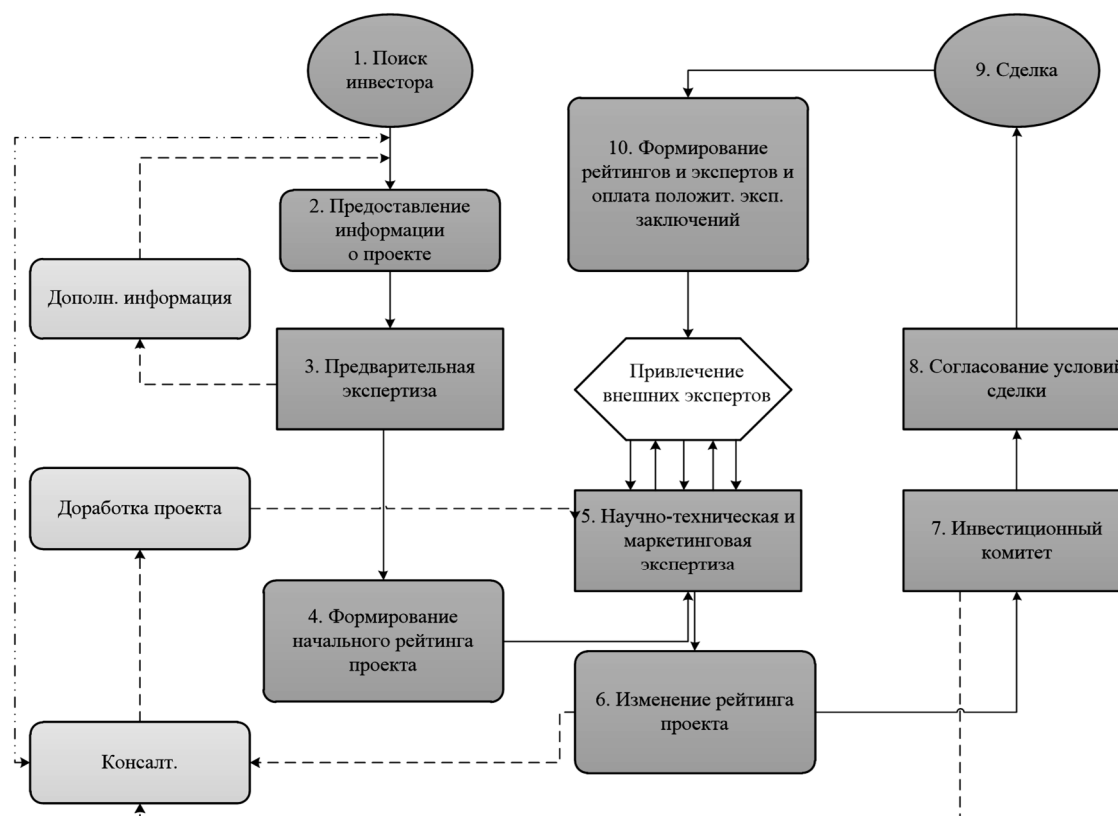 1. Поиск
инвестора
9. Сделка
10. Формирование
рейтингов и экспертов и
оплата положит. эксп.
заключений
2. Предоставление
информации
о проекте
Дополн. информация
3. Предварительная
экспертиза
Привлечение
внешних экспертов
8. Согласование условий
сделки
Доработка проекта
5. Научно-техническая и
маркетинговая
экспертиза
7. Инвестиционный
комитет
4. Формирование
начального рейтинга
проекта
6. Изменение рейтинга
проекта
Консалт.